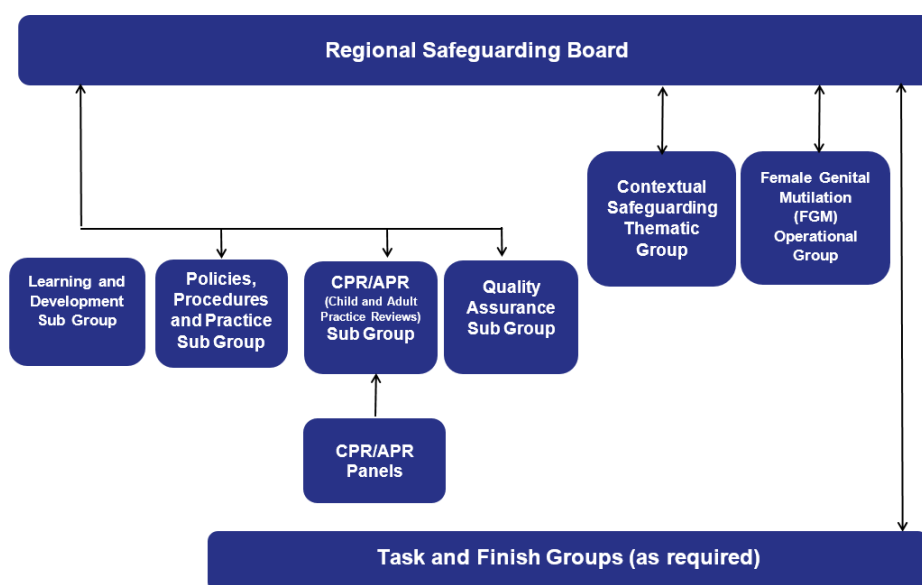 Regional Safeguarding Board
Contextual
Safeguarding
Thematic
Group
Female Genital
Mutilation
(FGM)
Operational
Group
Learning and
Development
Sub Group
Policies,
Procedures
and Practice
Sub Group
CPR/APR
(Child and Adult
Practice Reviews)
Sub Group
Quality
Assurance
Sub Group
CPR/APR
Panels
Task and Finish Groups (as required)